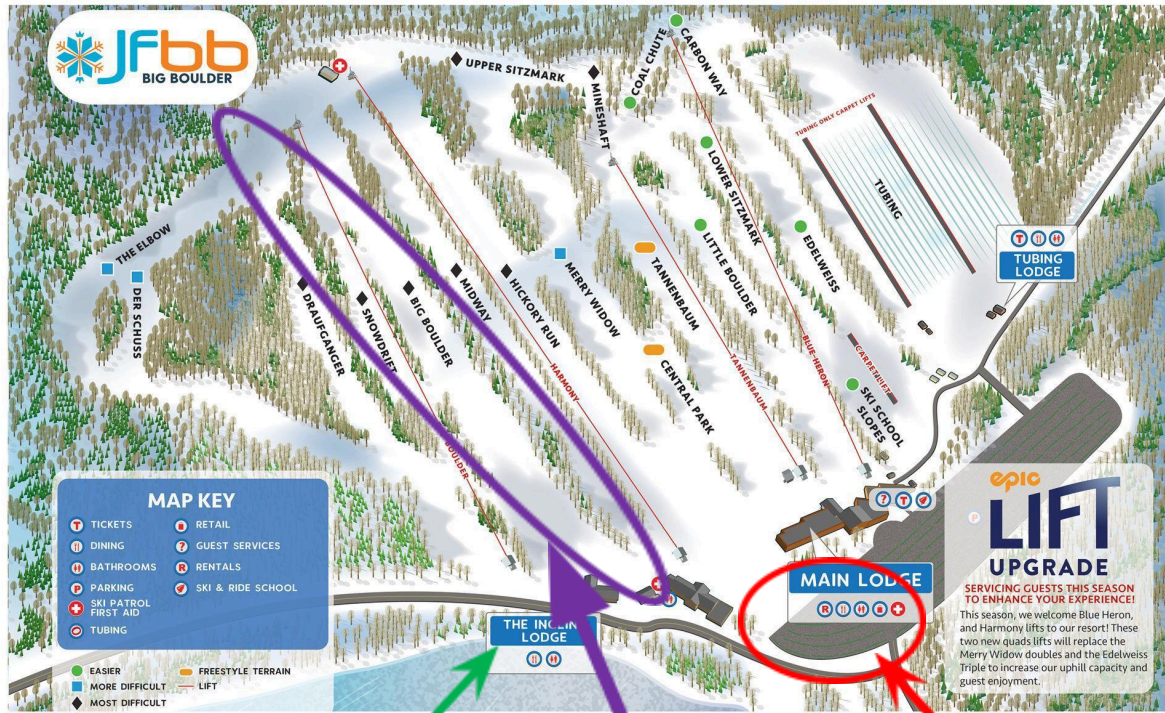 JFbb
BIG BOULDER
UPPER SITZMARK
MINESHAFT
COAL CHUTE
CARBON WAY
TUBING ONLY CARPET LIFTS
TUBING
LOWER SITZMARK
EDELWEISS
LITTLE BOULDER
TANNENBAUM
MERRY WIDOW
HICKORY RUN
MIDWAY
BIG BOULDER
SNOWDRIFT
DRAUFGANGER
THE ELBOW
DER SCHUSS
T
TUBING
LODGE
CENTRAL PARK
HARMONY
BOULDER
TANNENBAUM
BLUE HERON
CARPET LIFT
SKI SCHOOL
SLOPES
? T
MAP KEY
T TICKETS
DINING
BATHROOMS
P PARKING
SKI PATROL
FIRST AID
TUBING
RETAIL
? GUEST SERVICES
R RENTALS
SKI & RIDE SCHOOL
EASIER
MORE DIFFICULT
MOST DIFFICULT
FREESTYLE TERRAIN
LIFT
THE
LODGE
MAIN LODGE
R
P
epic
LIFT
UPGRADE
SERVICING GUESTS THIS SEASON
TO ENHANCE YOUR EXPERIENCE!
This season, we welcome Blue Heron,
and Harmony lifts to our resort! These
two new quads lifts will replace the
Merry Widow doubles and the Edelweiss
Triple to increase our uphill capacity and
guest enjoyment.